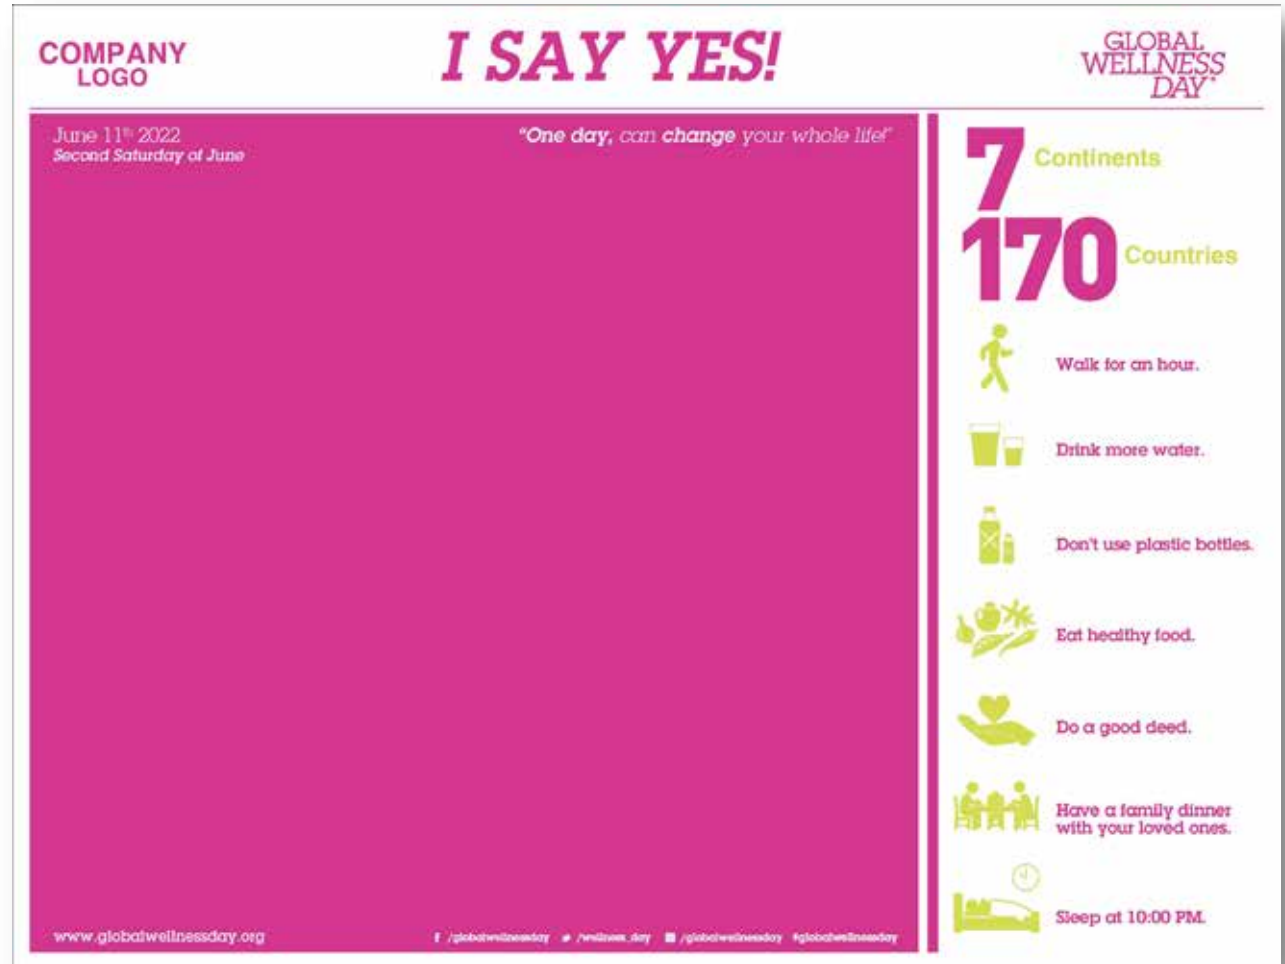 COMPANY
LOGO
I SAY YES!
GLOBAL
WELLNESS
DAY
June 11th 2022
Second Saturday of June
"One day, can change your whole life!"
7 Continents
170 Countries
Walk for an hour.
Drink more water.
Don't use plastic bottles.
Eat healthy food.
Do a good deed.
Have a family dinner
with your loved ones.
Sleep at 10:00 PM.
www.globalwellnessday.org
f /globalwellnessday /wellness_day /globalwellnessday #globalwellnessday